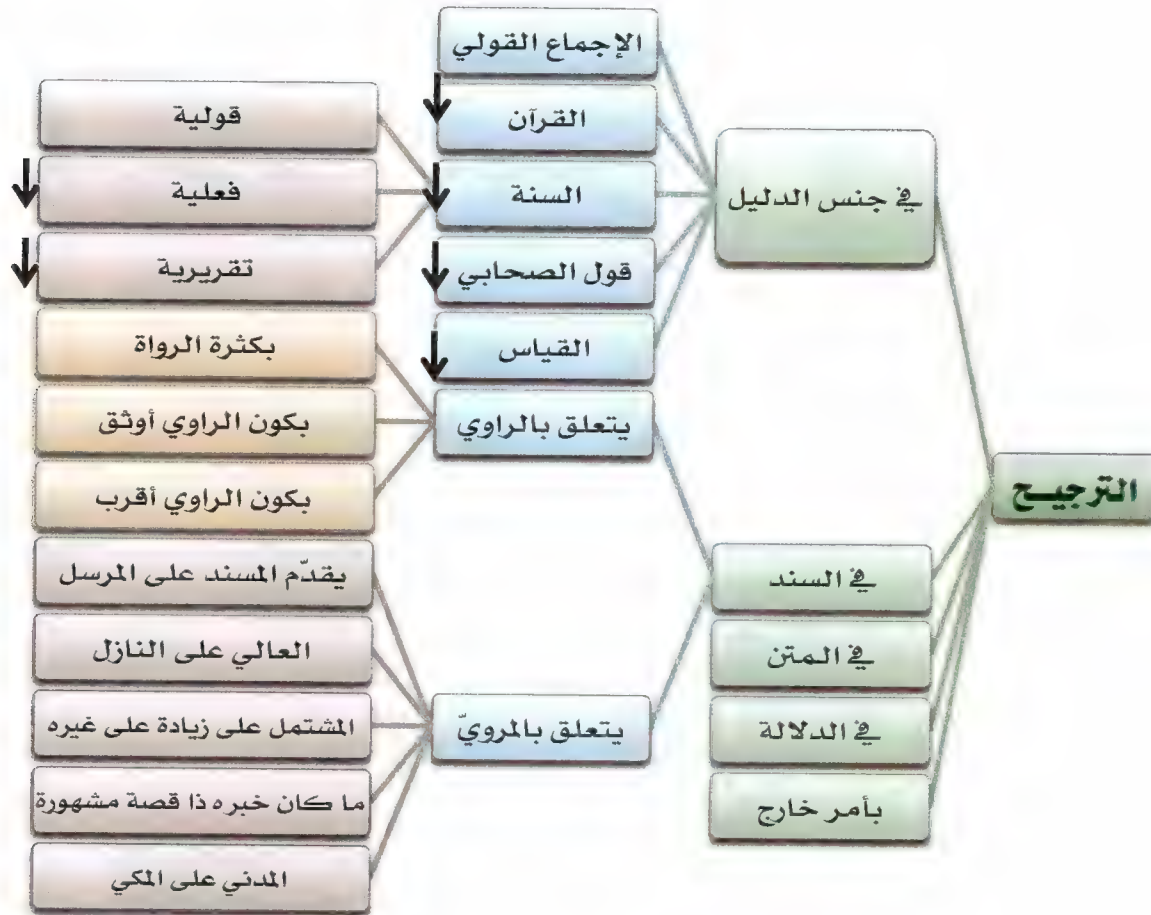 الترجيـح
في جنس الدليل
الإجماع القولي
القرآن
السنة
قولية
فعلية
تقريرية
قول الصحابي
القياس
في السند
يتعلق بالراوي
بكثرة الرواة
بكون الراوي أوثق
بكون الراوي أقرب
يتعلق بالمرويّ
يقدّم المسند على المرسل
العالي على النازل
المشتمل على زيادة على غيره
ما كان خبره ذا قصة مشهورة
المدني على المكي
في المتن
في الدلالة
بأمر خارج